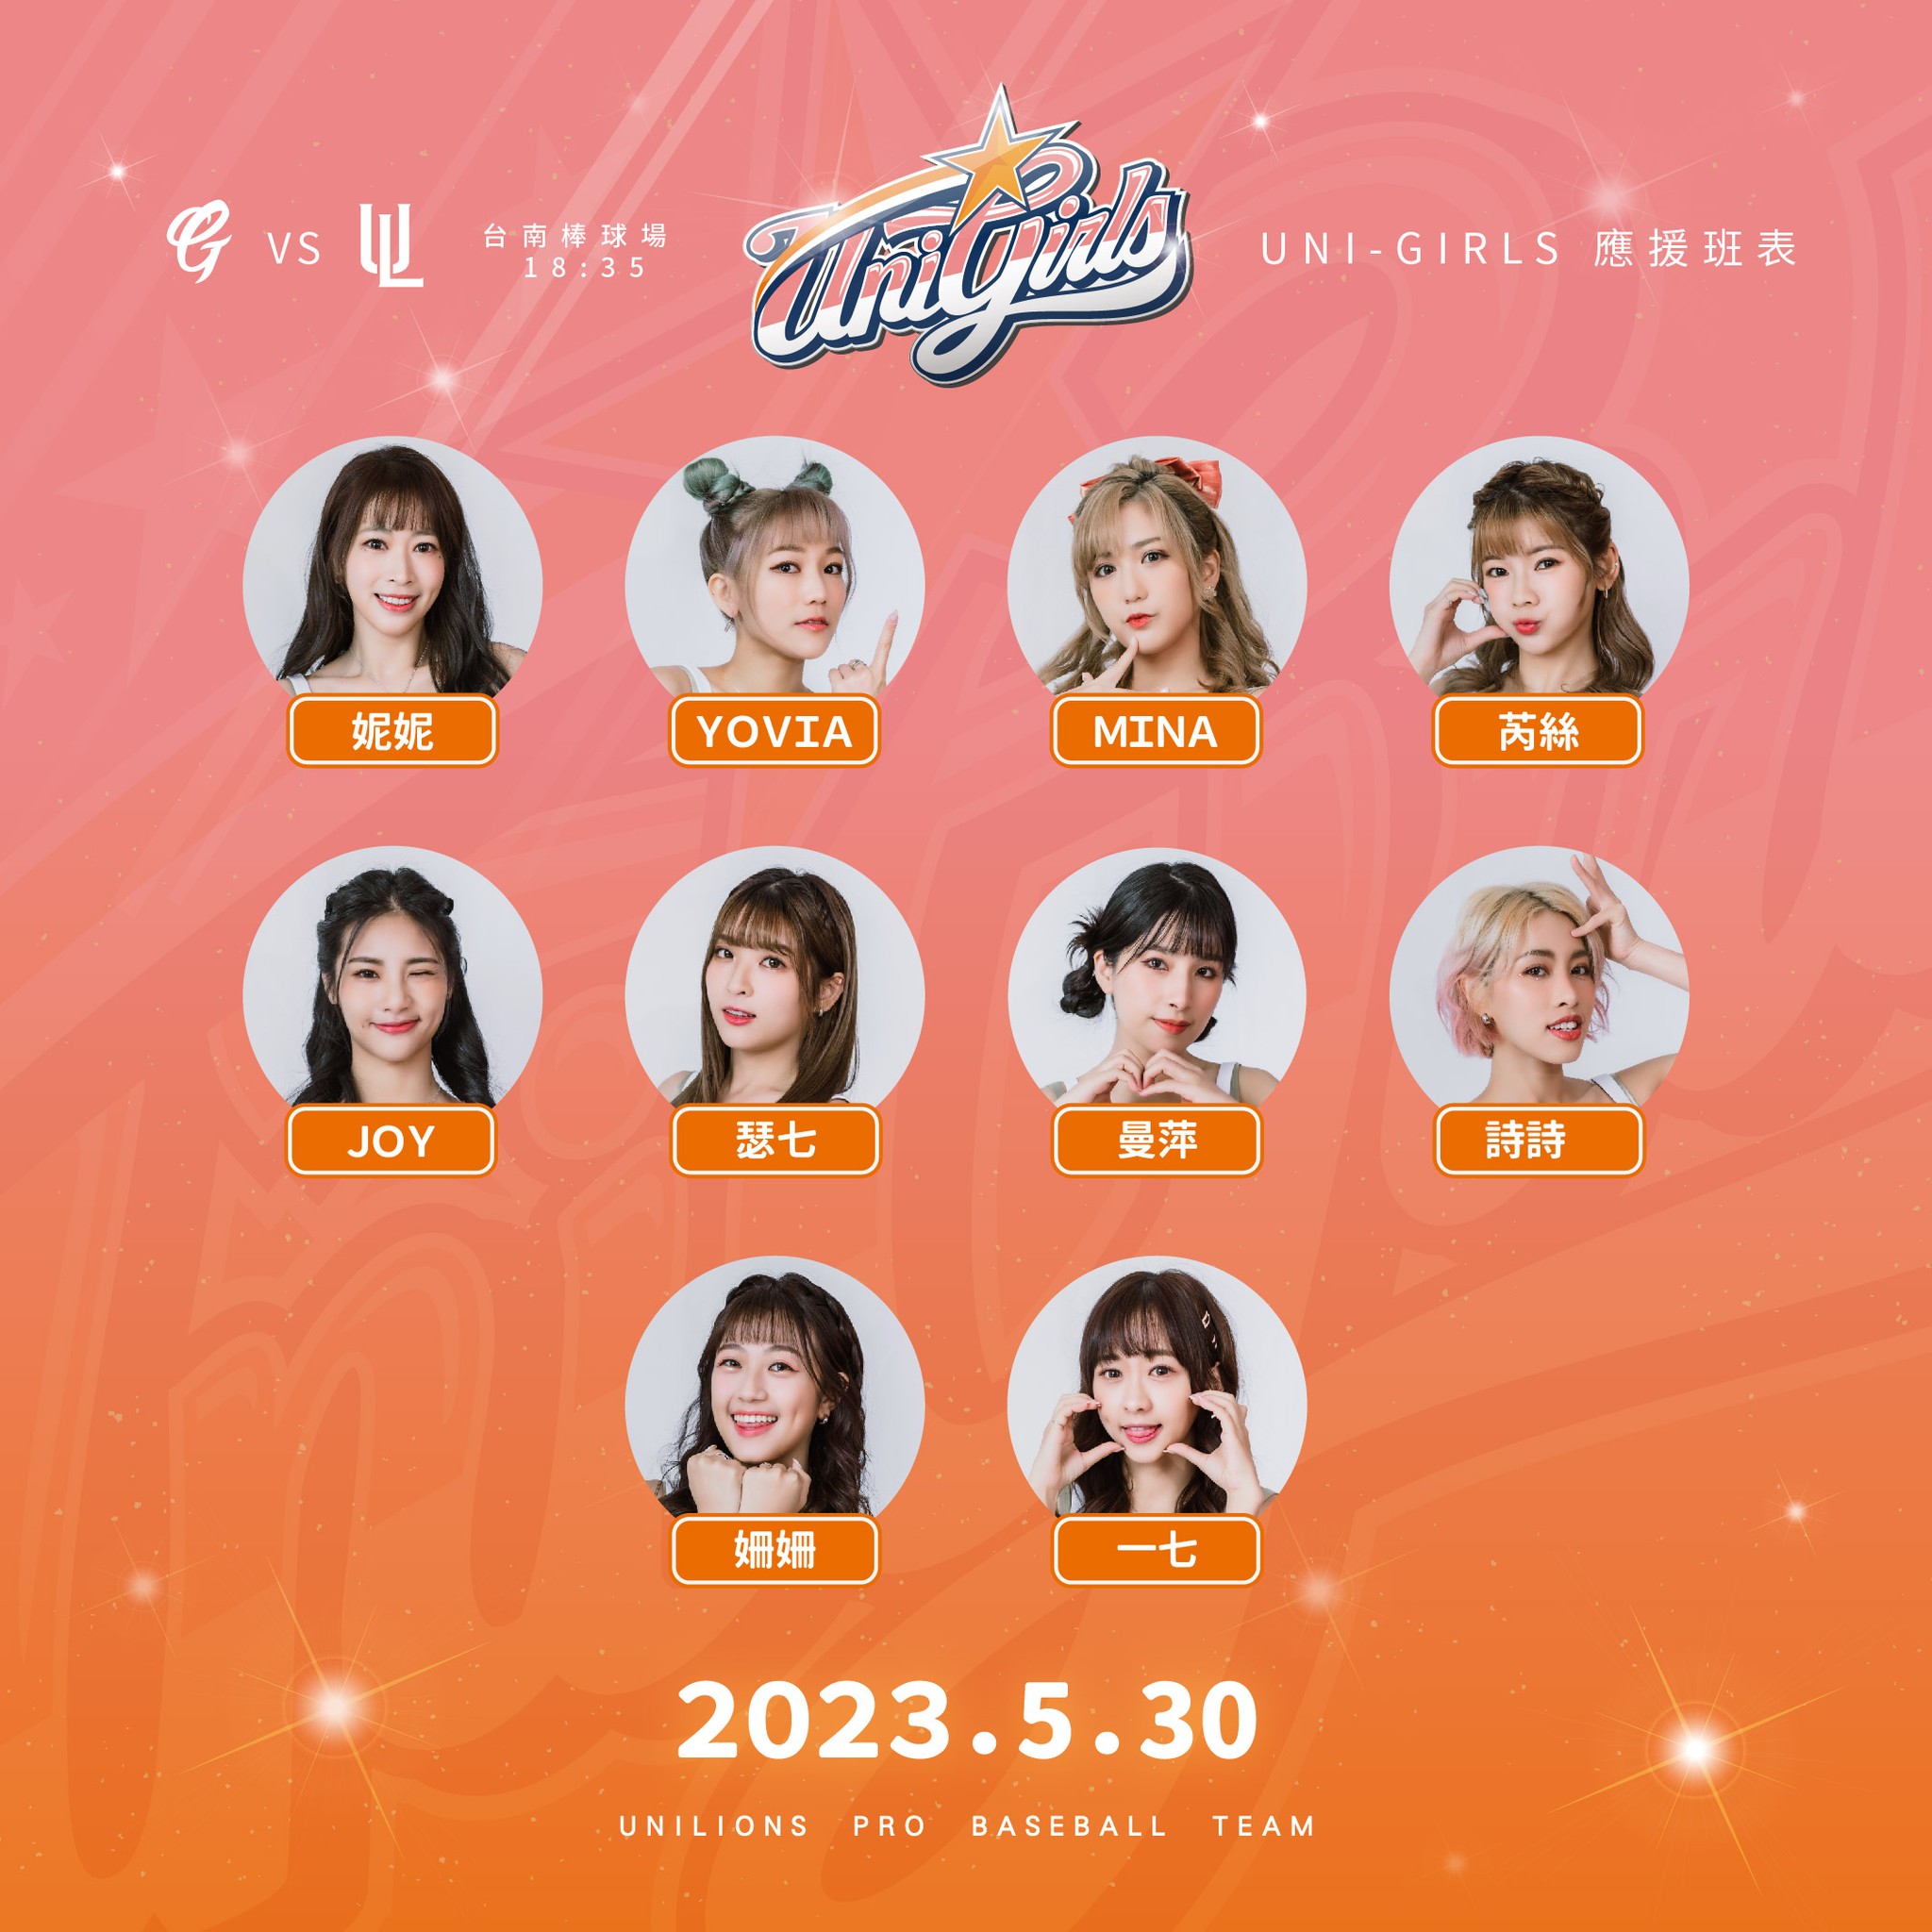 G VS UL
台南棒球場
18:35
UniGirls
UNI-GIRLS 應援班表
妮妮
YOVIA
MINA
芮絲
JOY
瑟七
曼萍
詩詩
姍姍
一七
2023.5.30
UNILIONS PRO BASEBALL TEAM